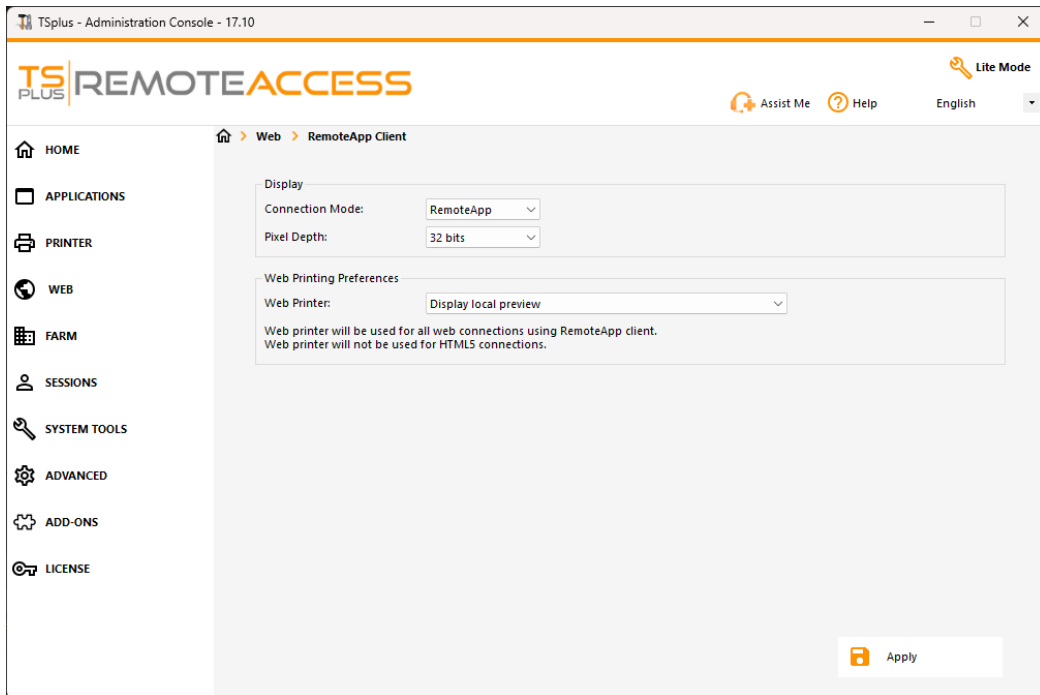 TSplus - Administration Console - 17.10
TS PLUS REMOTEACCESS
Lite Mode
Assist Me
Help
English
HOME
APPLICATIONS
PRINTER
WEB
FARM
SESSIONS
SYSTEM TOOLS
ADVANCED
ADD-ONS
LICENSE
Web > RemoteApp Client
Display
Connection Mode: RemoteApp
Pixel Depth: 32 bits
Web Printing Preferences
Web Printer: Display local preview
Web printer will be used for all web connections using RemoteApp client.
Web printer will not be used for HTML5 connections.
Apply